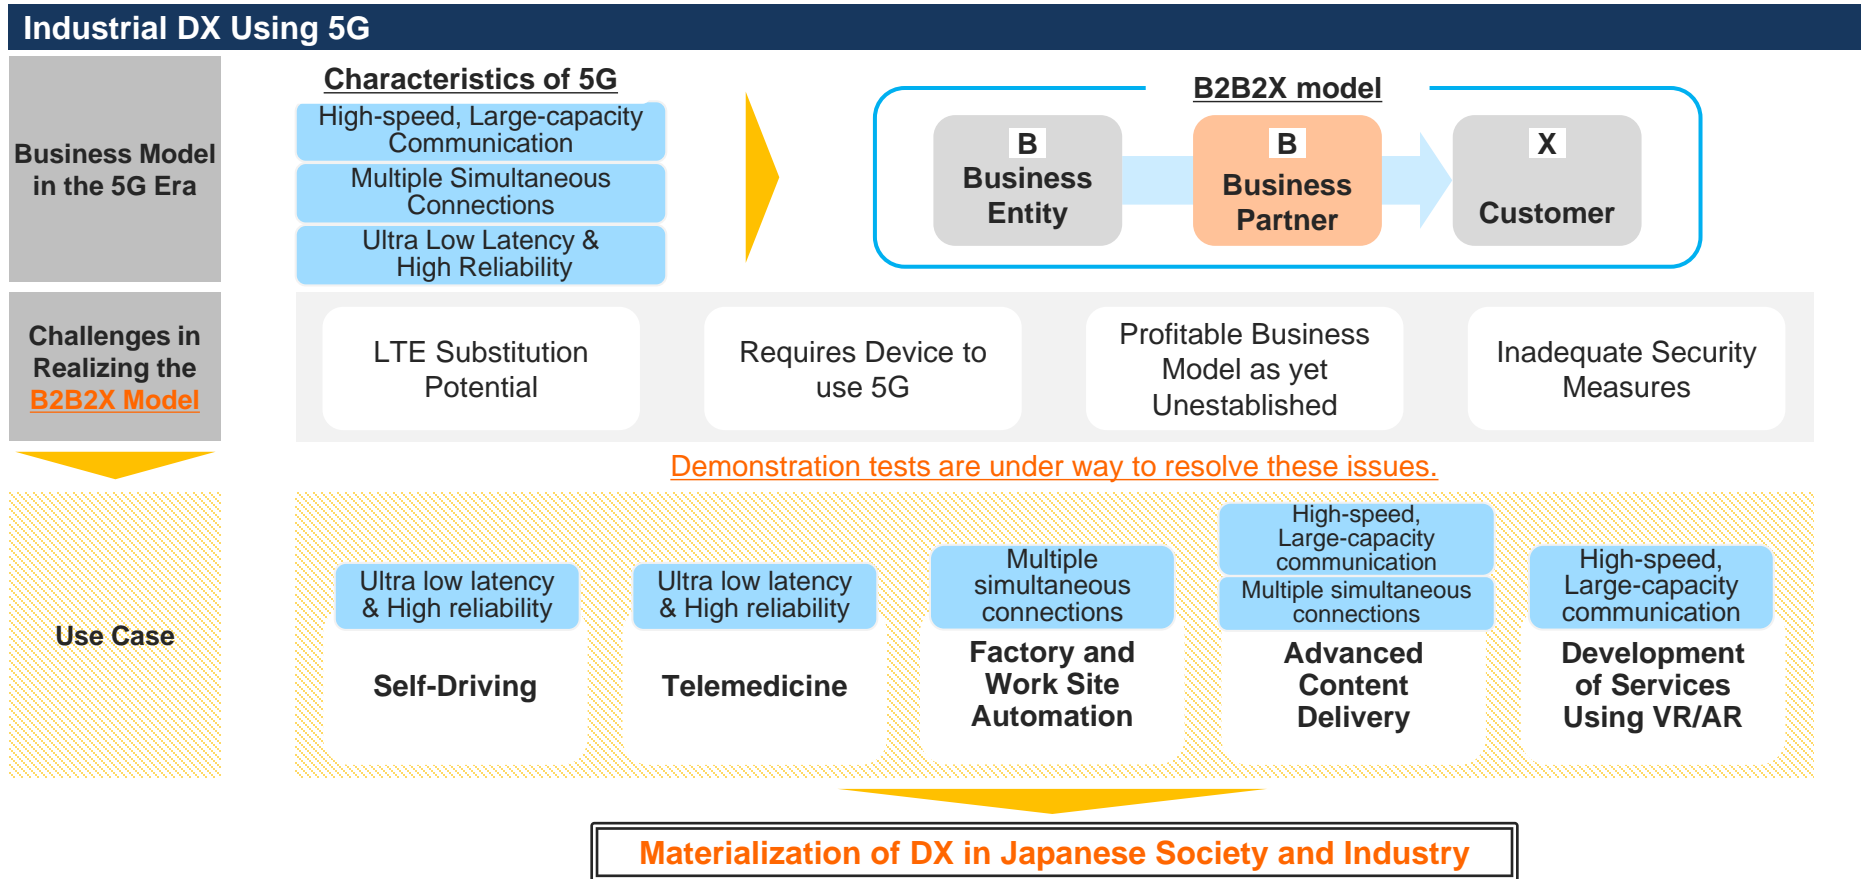 Industrial DX Using 5G
Business Model
in the 5G Era
Characteristics of 5G
High-speed, Large-capacity
Communication
Multiple Simultaneous
Connections
Ultra Low Latency &
High Reliability
B2B2X model
B
Business
Entity
B
Business
Partner
X
Customer
Challenges in
Realizing the
B2B2X Model
LTE Substitution
Potential
Requires Device to
use 5G
Profitable Business
Model as yet
Unestablished
Inadequate Security
Measures
Demonstration tests are under way to resolve these issues.
Use Case
Ultra low latency
& High reliability
Self-Driving
Ultra low latency
& High reliability
Telemedicine
Multiple
simultaneous
connections
Factory and
Work Site
Automation
High-speed,
Large-capacity
communication
Multiple simultaneous
connections
Advanced
Content
Delivery
High-speed,
Large-capacity
communication
Development
of Services
Using VR/AR
Materialization of DX in Japanese Society and Industry